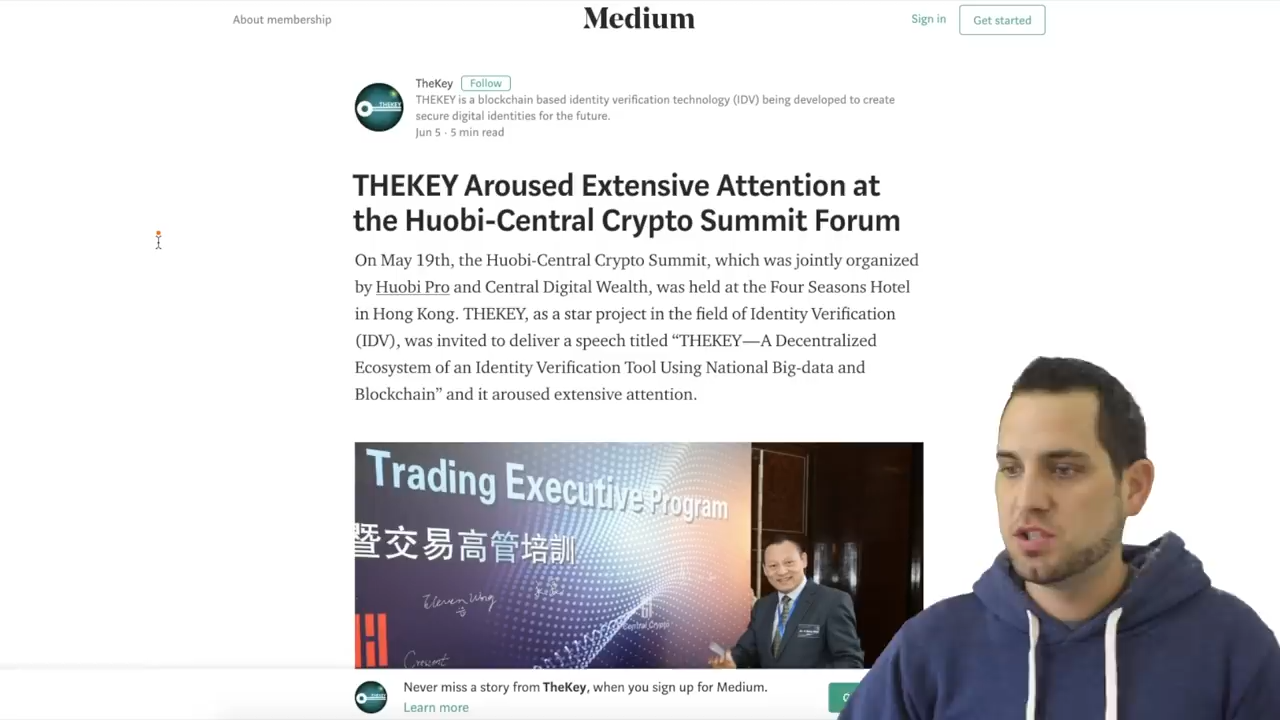 About membership
Medium
Sign in
Get started
TheKey Follow
THEKEY is a blockchain based identity verification technology (IDV) being developed to create
secure digital identities for the future.
Jun 5 · 5 min read
THEKEY Aroused Extensive Attention at
the Huobi-Central Crypto Summit Forum
On May 19th, the Huobi-Central Crypto Summit, which was jointly organized
by Huobi Pro and Central Digital Wealth, was held at the Four Seasons Hotel
in Hong Kong. THEKEY, as a star project in the field of Identity Verification
(IDV), was invited to deliver a speech titled “THEKEY—A Decentralized
Ecosystem of an Identity Verification Tool Using National Big-data and
Blockchain” and it aroused extensive attention.
Trading Executive Program
暨交易高管培訓
Eleven Wong
Central Crypto
Crescent
Never miss a story from TheKey, when you sign up for Medium.
Learn more